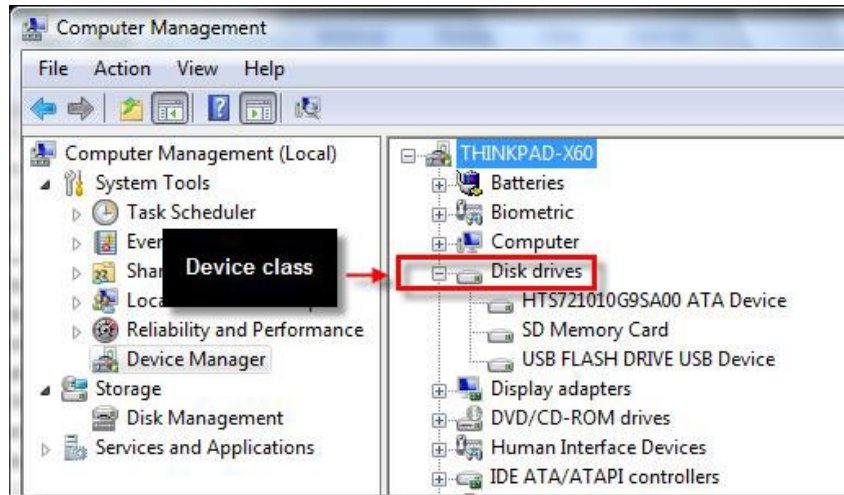 Computer Management
File Action View Help
Computer Management (Local)
System Tools
Task Scheduler
Even
Shar
Loca
Reliability and Performance
Device Manager
Storage
Disk Management
Services and Applications
Device class
THINKPAD-X60
Batteries
Biometric
Computer
Disk drives
HTS721010G9SA00 ATA Device
SD Memory Card
USB FLASH DRIVE USB Device
Display adapters
DVD/CD-ROM drives
Human Interface Devices
IDE ATA/ATAPI controllers